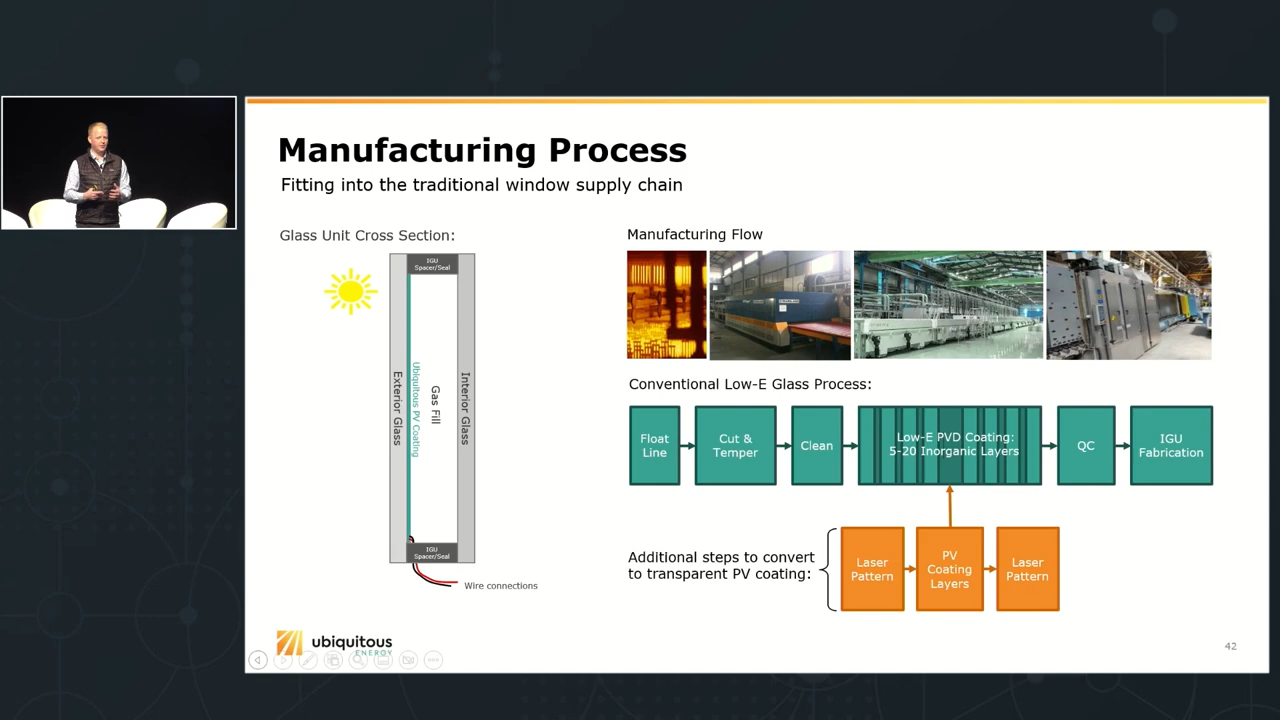 Manufacturing Process
Fitting into the traditional window supply chain
Glass Unit Cross Section:
IGU
Spacer/Seal
Exterior Glass
Ubiquitous PV Coating
Gas Fill
Interior Glass
IGU
Spacer/Seal
Wire connections
Manufacturing Flow
Conventional Low-E Glass Process:
Float
Line
Cut &
Temper
Clean
Low-E PVD Coating:
5-20 Inorganic Layers
QC
IGU
Fabrication
Additional steps to convert
to transparent PV coating:
Laser
Pattern
PV
Coating
Layers
Laser
Pattern
ubiquitous
ENERGY
42